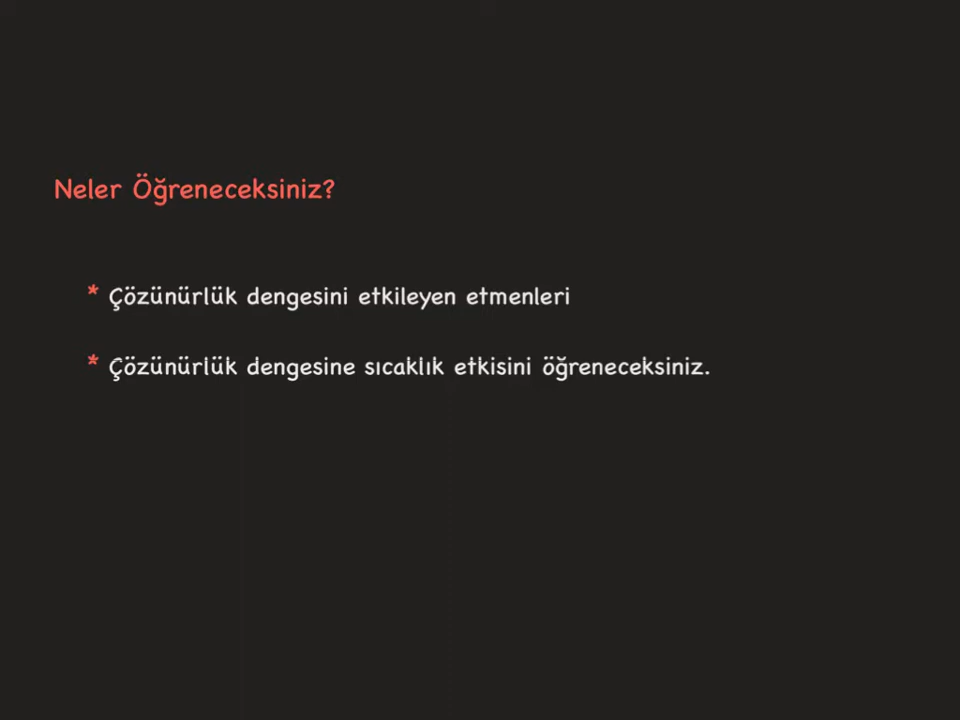 Neler Öğreneceksiniz?
* Çözünürlük dengesini etkileyen etmenleri
* Çözünürlük dengesine sıcaklık etkisini öğreneceksiniz.